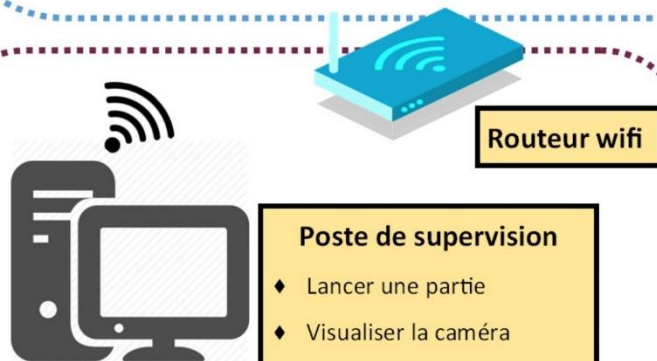 Routeur wifi
Poste de supervision
♦ Lancer une partie
♦ Visualiser la caméra